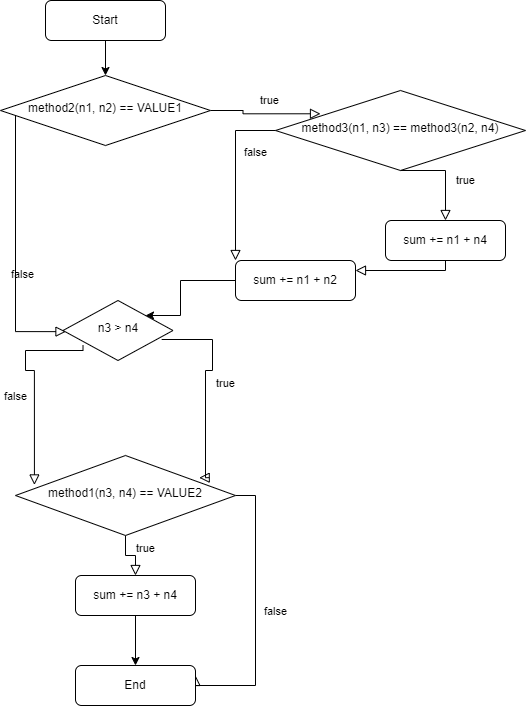 Start
method2(n1, n2) == VALUE1
true
method3(n1, n3) == method3(n2, n4)
false
true
sum += n1 + n4
false
sum += n1 + n2
n3 > n4
false
true
method1(n3, n4) == VALUE2
true
sum += n3 + n4
false
End